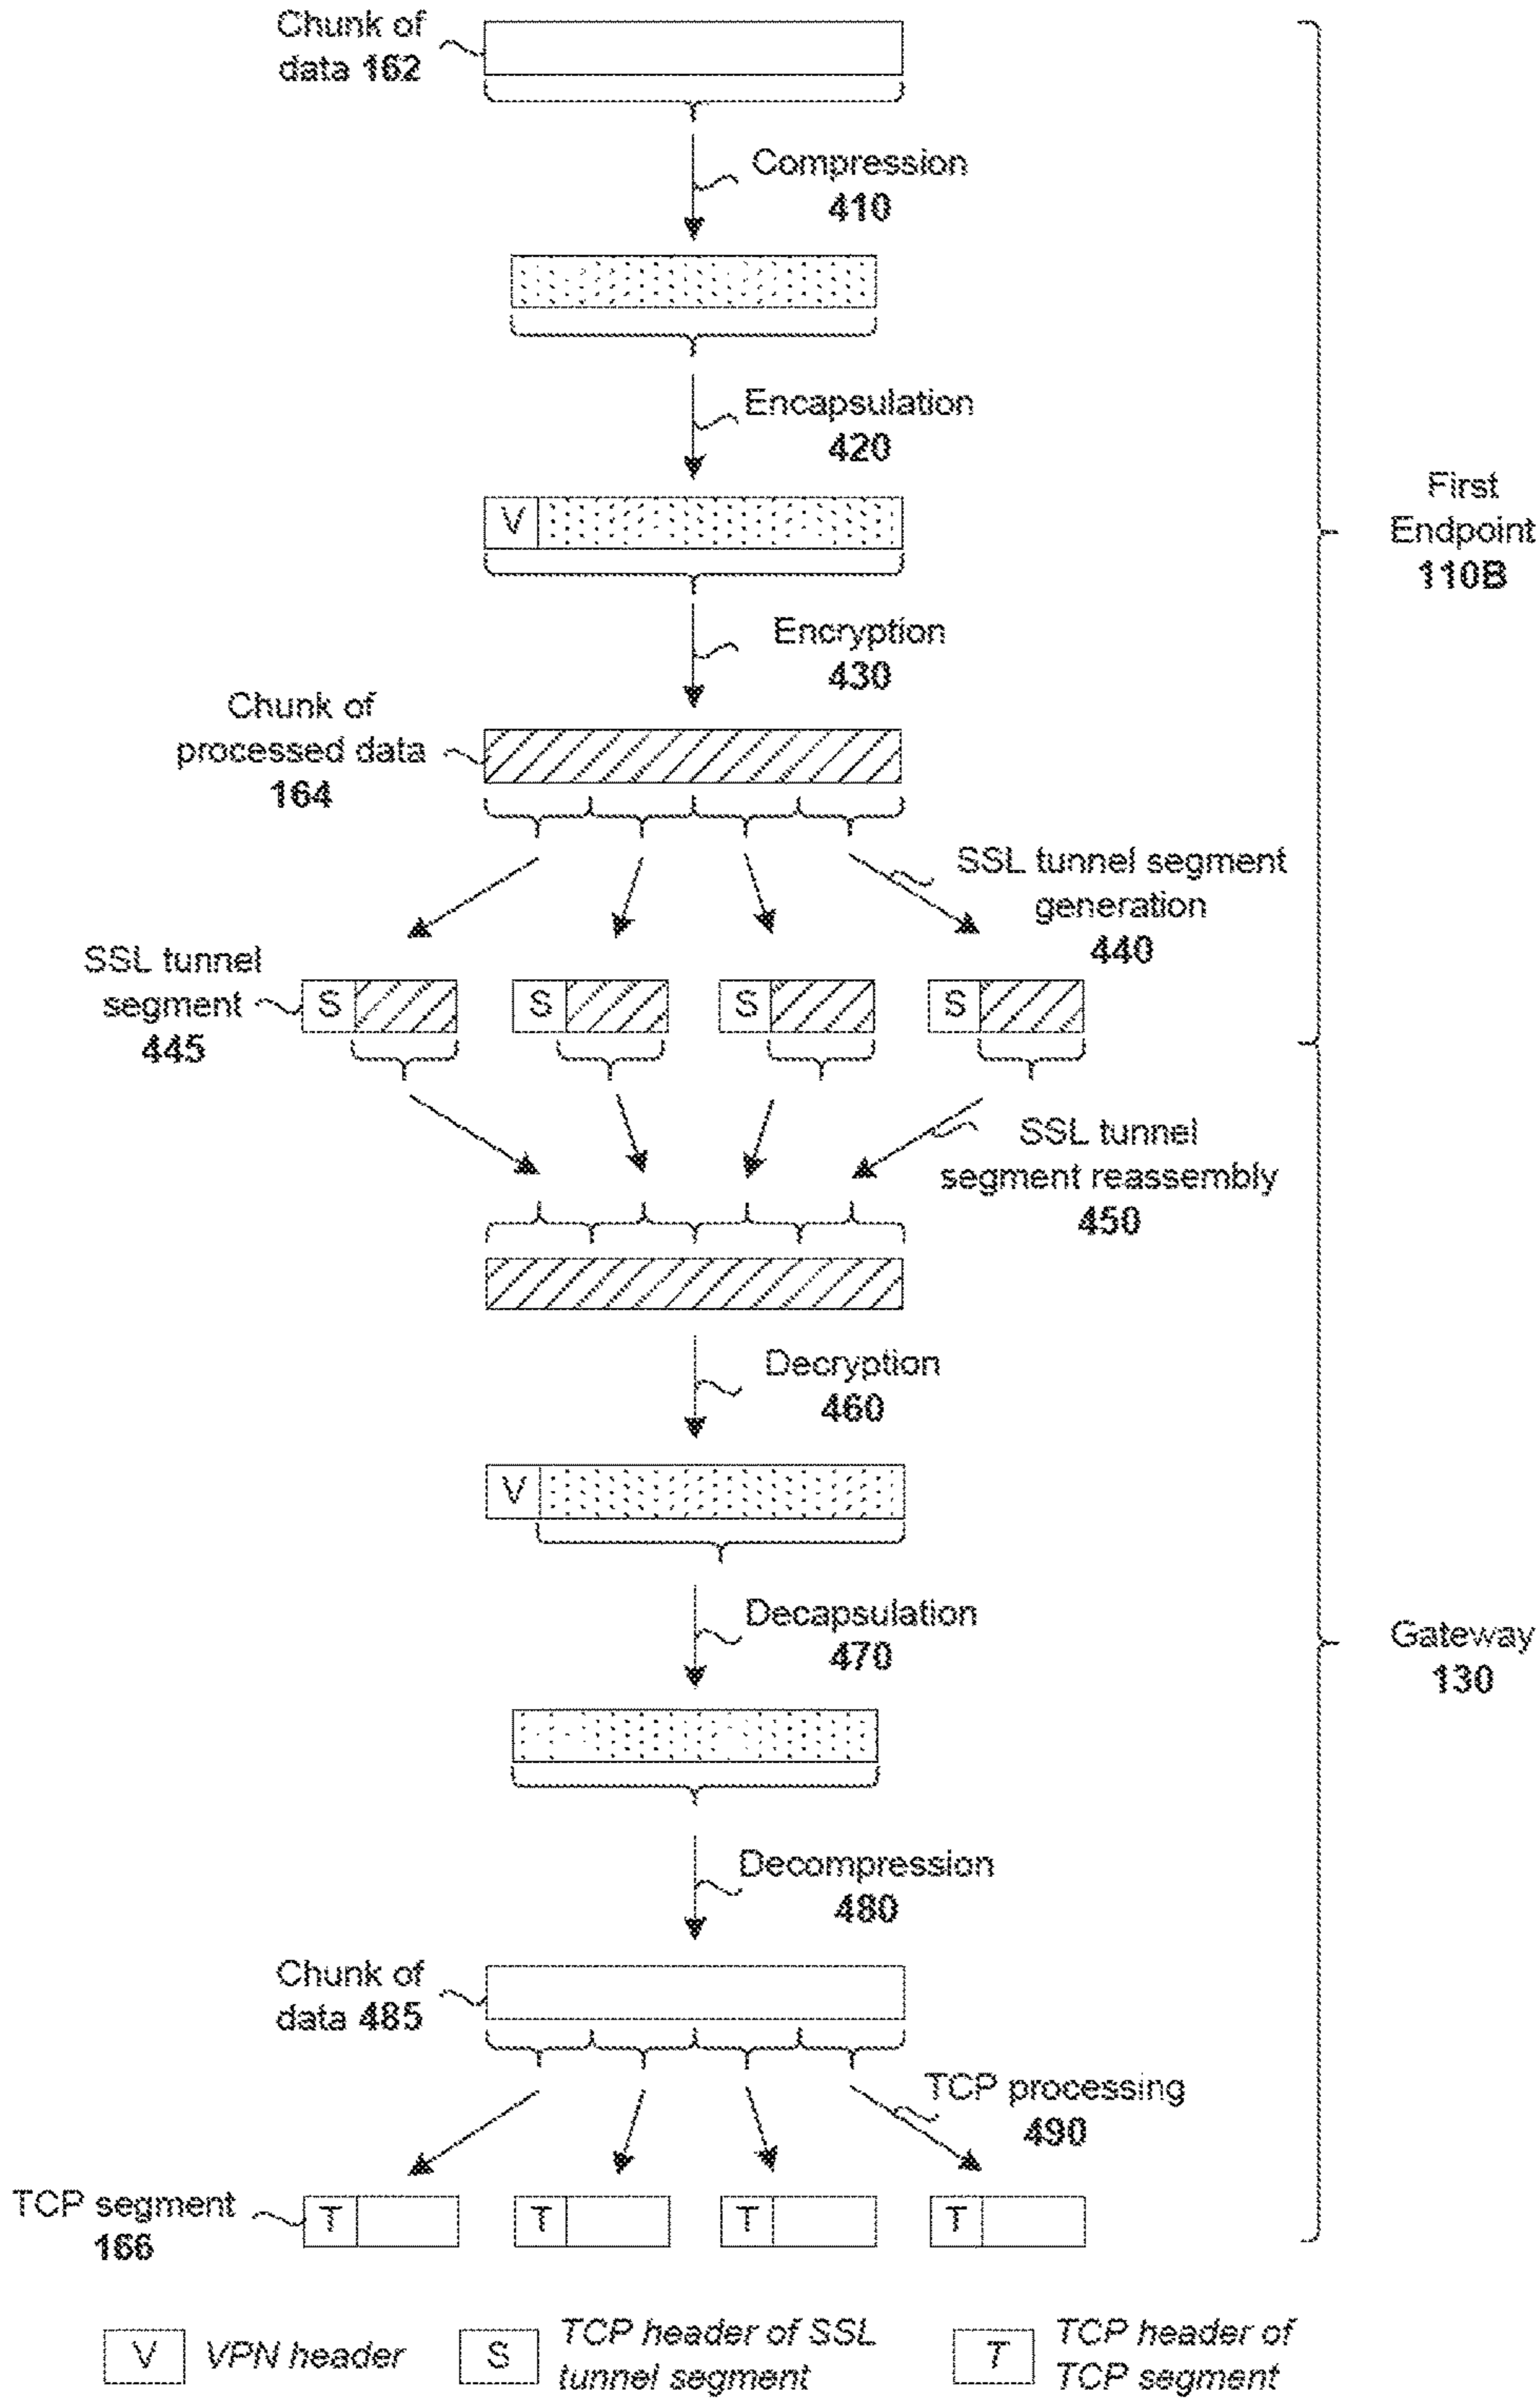 Chunk of
data 162
Compression
410
Encapsulation
420
V
First
Endpoint
110B
Encryption
430
Chunk of
processed data
164
SSL tunnel segment
generation
440
SSL tunnel
segment
445
S
S
S
S
SSL tunnel
segment reassembly
450
Decryption
460
V
Decapsulation
470
Gateway
130
Decompression
480
Chunk of
data 485
TCP processing
490
TCP segment
166
T
T
T
T
V
VPN header
S
TCP header of SSL
tunnel segment
T
TCP header of
TCP segment